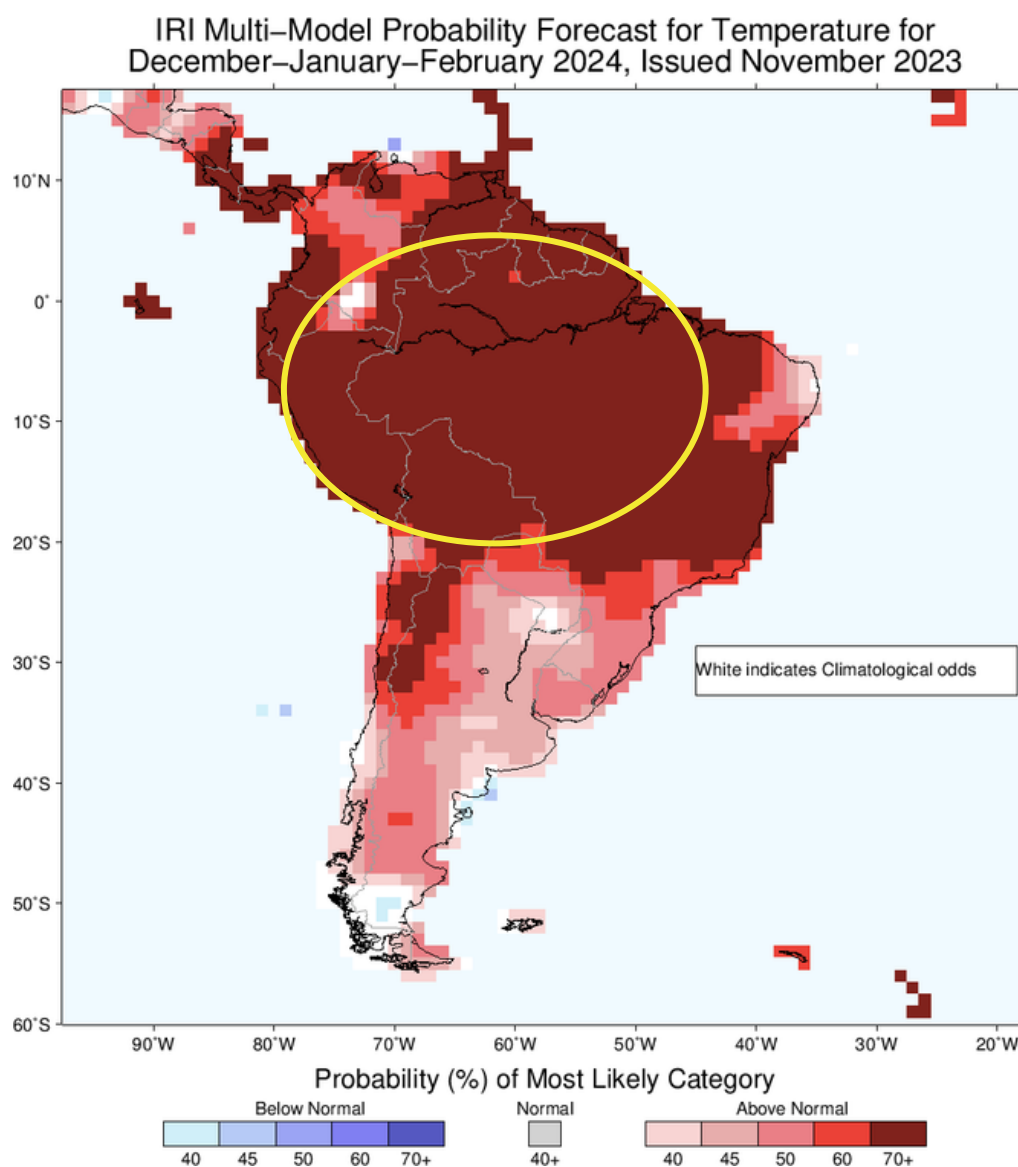 IRI Multi−Model Probability Forecast for Temperature for
December−January−February 2024, Issued November 2023
10˚N
0˚
10˚S
20˚S
30˚S
White indicates Climatological odds
40˚S
50˚S
60˚S
90˚W 80˚W 70˚W 60˚W 50˚W 40˚W 30˚W 20˚W
Probability (%) of Most Likely Category
Below Normal Normal Above Normal
40 45 50 60 70+ 40+ 40 45 50 60 70+